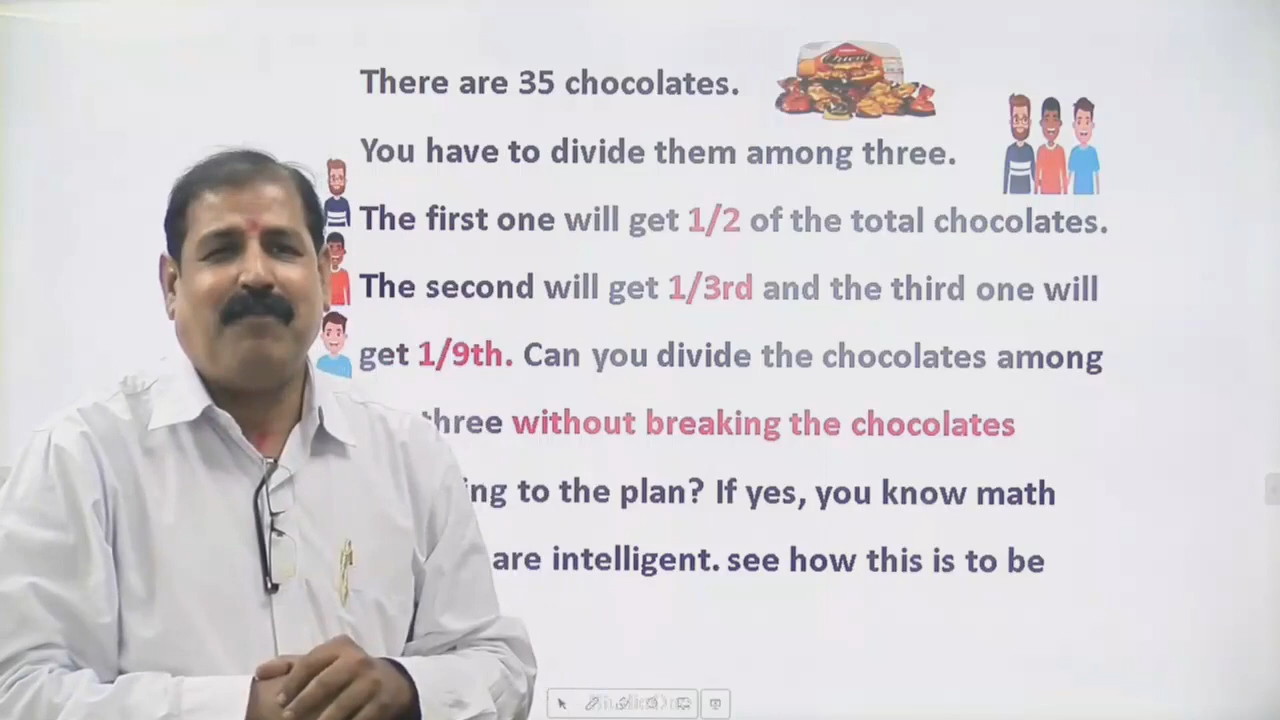 There are 35 chocolates.
You have to divide them among three.
The first one will get 1/2 of the total chocolates.
The second will get 1/3rd and the third one will
get 1/9th. Can you divide the chocolates among
three without breaking the chocolates
ing to the plan? If yes, you know math
are intelligent. see how this is to be